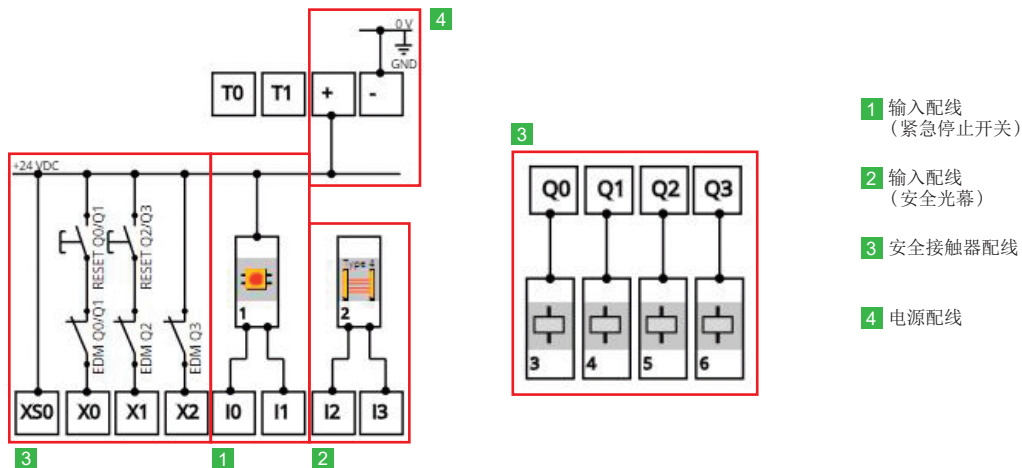 4
0 V
GND
T0 T1 + -
+24 VDC
RESET Q0/Q1
RESET Q2/Q3
EDM Q0/Q1
EDM Q2
EDM Q3
1
Type 4
2
XS0 X0 X1 X2 I0 I1 I2 I3
3 1 2
3
Q0 Q1 Q2 Q3
3 4 5 6
1 输入配线
（紧急停止开关）
2 输入配线
（安全光幕）
3 安全接触器配线
4 电源配线